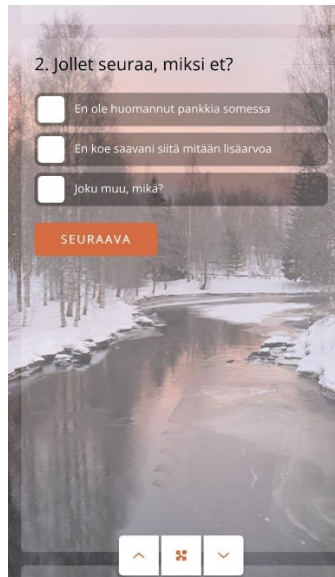 2. Jollet seuraa, miksi et?
En ole huomannut pankkia somessa
En koe saavani siitä mitään lisäarvoa
Joku muu, mikä?
SEURAAVA